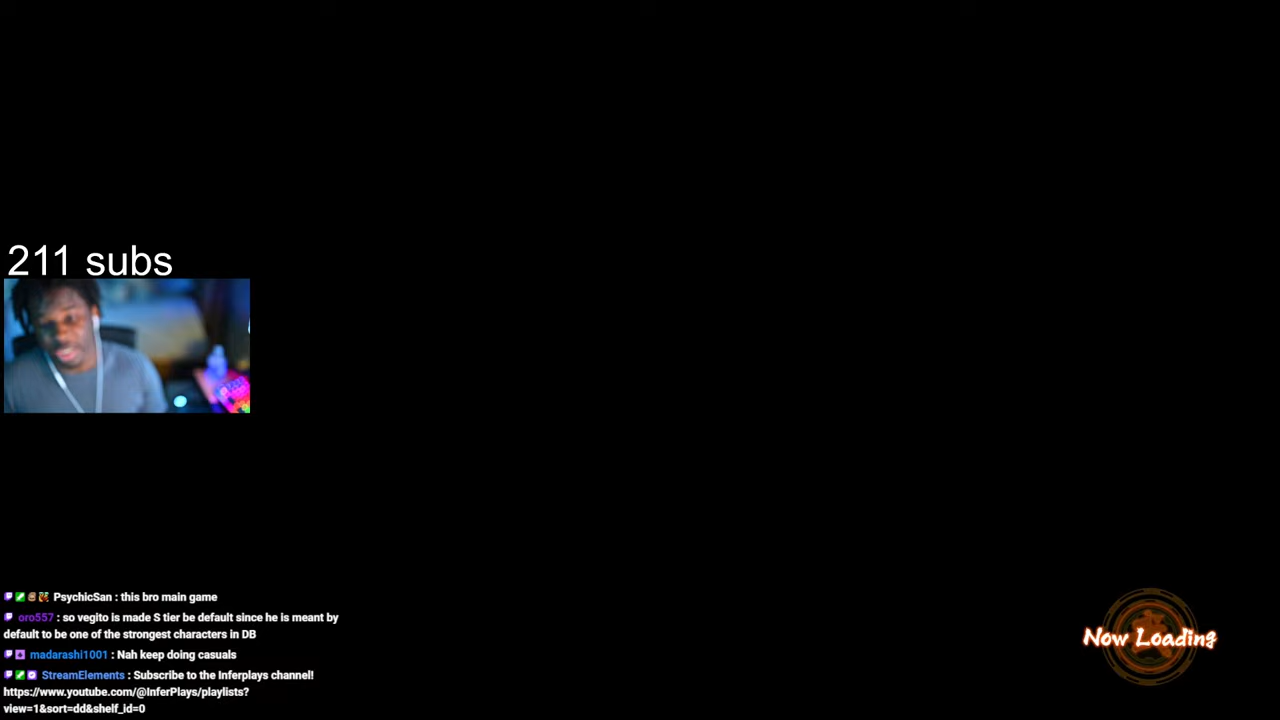 211 subs
PsychicSan : this bro main game
oro557 : so vegito is made S tier be default since he is meant by
default to be one of the strongest characters in DB
madarashi1001 : Nah keep doing casuals
StreamElements : Subscribe to the Inferplays channel!
https://www.youtube.com/@InferPlays/playlists?
view=1&sort=dd&shelf_id=0
Now Loading